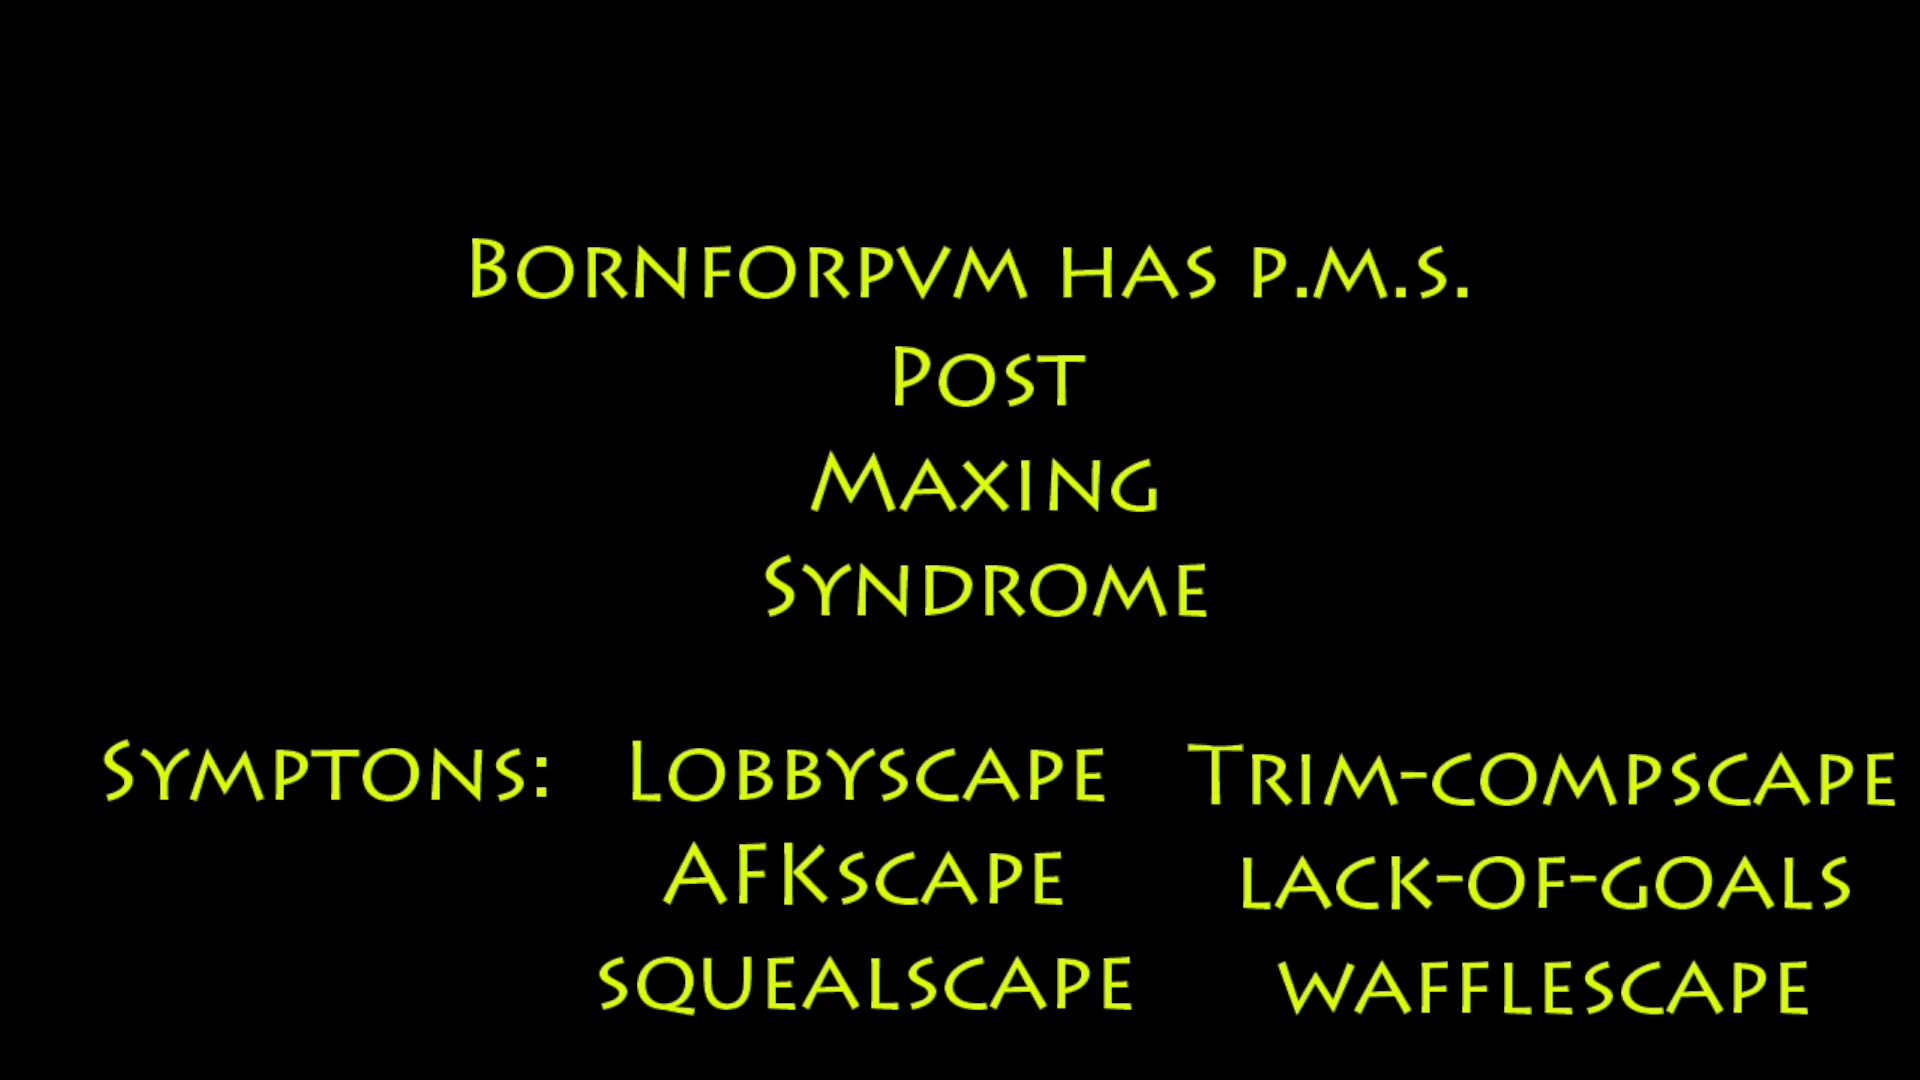 Bornforpvm has p.m.s.
Post
Maxing
Syndrome
Symptons: Lobbyscape Trim-compscape
AFKscape lack-of-goals
squealscape wafflescape